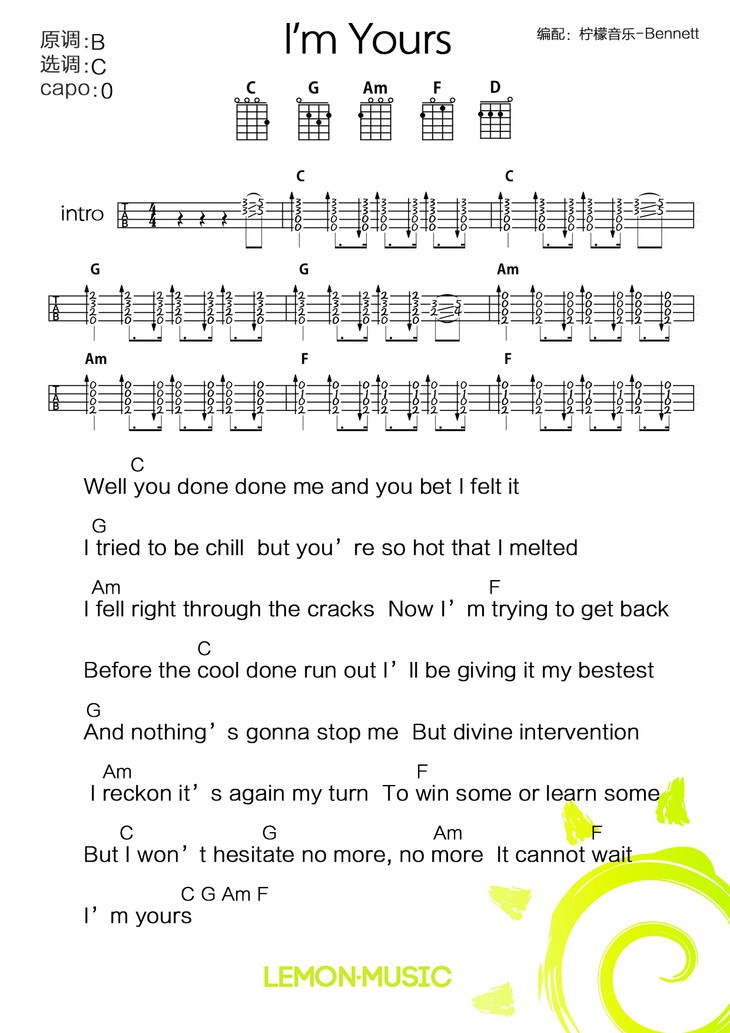 I'm Yours
原调:B
选调:C
capo:0
编配：柠檬音乐-Bennett
C G Am F D
intro
C C
G G Am
Am F F
C
Well you done done me and you bet I felt it
G
I tried to be chill but you’re so hot that I melted
Am F
I fell right through the cracks Now I’m trying to get back
C
Before the cool done run out I’ll be giving it my bestest
G
And nothing’s gonna stop me But divine intervention
Am F
I reckon it’s again my turn To win some or learn some
C G Am F
But I won’t hesitate no more, no more It cannot wait
C G Am F
I’m yours
LEMON·MUSIC